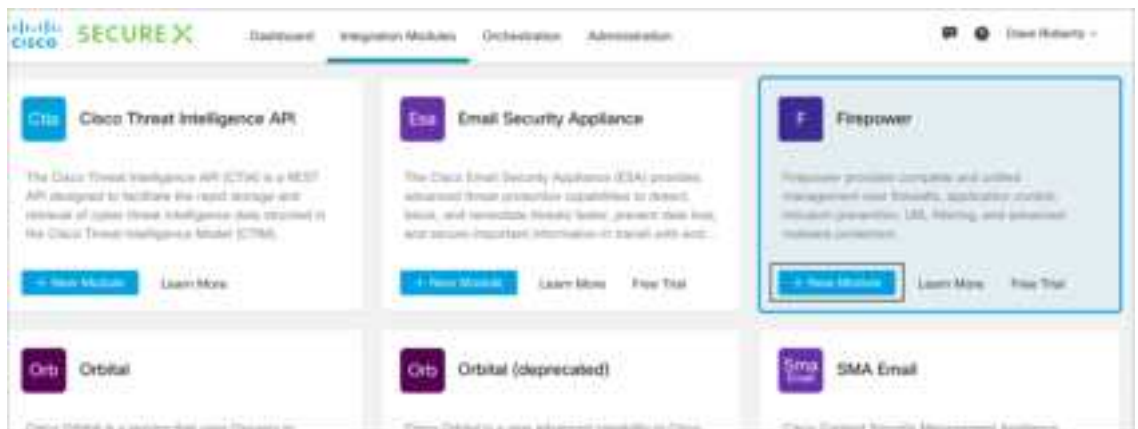 CISCO SECURE X Dashboard Integration Modules Orchestration Administration
Ctia Cisco Threat Intelligence API
The Cisco Threat Intelligence API (CTIA) is a REST
API designed to facilitate the rapid storage and
retrieval of cyber threat intelligence data structured in
the Cisco Threat Intelligence Model (CTIM).
+ New Module Learn More
Esa Email Security Appliance
The Cisco Email Security Appliance (ESA) provides
advanced threat protection capabilities to detect,
block, and remediate threats faster, prevent data loss,
and secure important information in transit with end...
+ New Module Learn More Free Trial
F Firepower
Firepower provides complete and unified
management over firewalls, application control,
intrusion prevention, URL filtering, and advanced
malware protection.
+ New Module Learn More Free Trial
Orb Orbital
Orb Orbital (deprecated)
Sma Email SMA Email